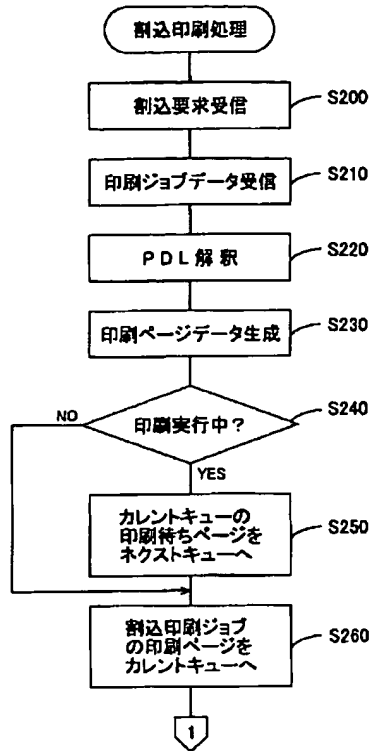 割込印刷処理
割込要求受信
S200
印刷ジョブデータ受信
S210
PDL解釈
S220
印刷ページデータ生成
S230
印刷実行中?
S240
NO
YES
カレントキューの
印刷待ちページを
ネクストキューへ
S250
割込印刷ジョブ
の印刷ページを
カレントキューへ
S260
1